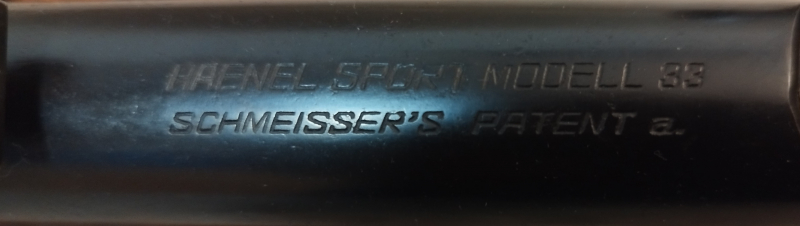 HAENEL SPORT MODELL 33
SCHMEISSER'S PATENT a.